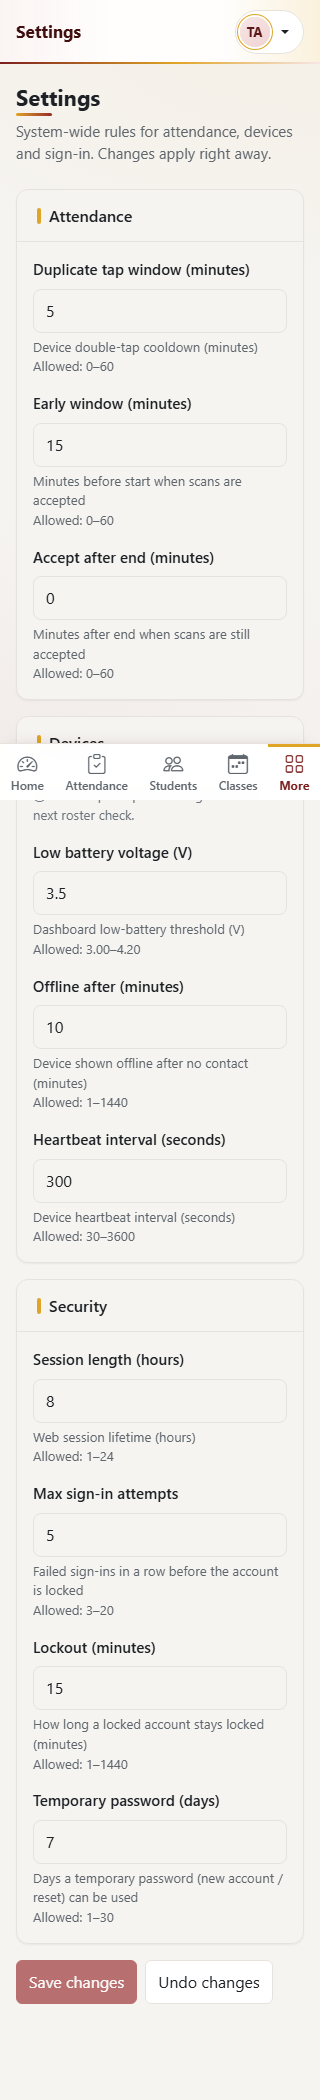 Settings
TA
Settings
System-wide rules for attendance, devices
and sign-in. Changes apply right away.
Attendance
Duplicate tap window (minutes)
5
Device double-tap cooldown (minutes)
Allowed: 0–60
Early window (minutes)
15
Minutes before start when scans are
accepted
Allowed: 0–60
Accept after end (minutes)
0
Minutes after end when scans are still
accepted
Allowed: 0–60
Devices
Home
Attendance
Students
Classes
More
next roster check.
Low battery voltage (V)
3.5
Dashboard low-battery threshold (V)
Allowed: 3.00–4.20
Offline after (minutes)
10
Device shown offline after no contact
(minutes)
Allowed: 1–1440
Heartbeat interval (seconds)
300
Device heartbeat interval (seconds)
Allowed: 30–3600
Security
Session length (hours)
8
Web session lifetime (hours)
Allowed: 1–24
Max sign-in attempts
5
Failed sign-ins in a row before the account
is locked
Allowed: 3–20
Lockout (minutes)
15
How long a locked account stays locked
(minutes)
Allowed: 1–1440
Temporary password (days)
7
Days a temporary password (new account /
reset) can be used
Allowed: 1–30
Save changes
Undo changes